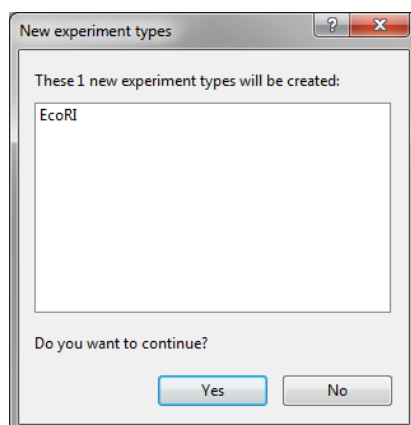 New experiment types
These 1 new experiment types will be created:
EcoRI
Do you want to continue?
Yes No